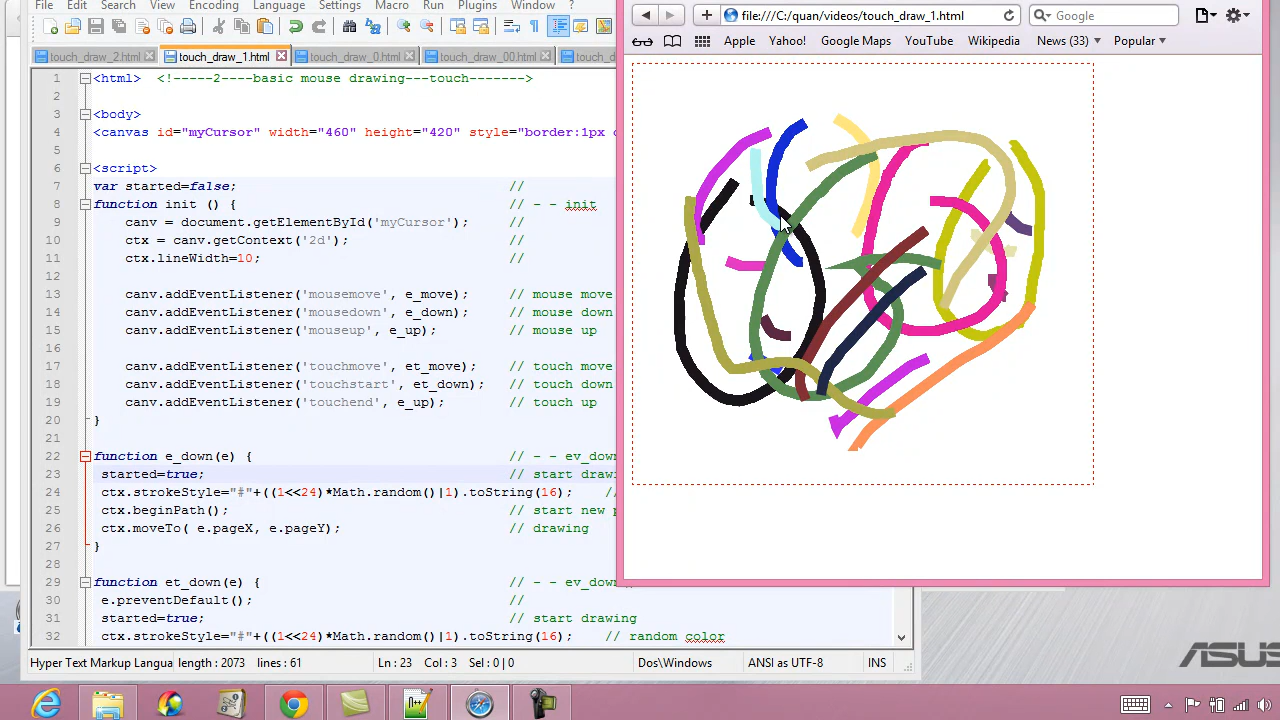 File Edit Search View Encoding Language Settings Macro Run Plugins Window ?
touch_draw_2.html touch_draw_1.html touch_draw_0.html touch_draw_00.html
1 <html> <!-----2----basic mouse drawing---touch------->
2
3 <body>
4 <canvas id="myCursor" width="460" height="420" style="border:1px
5
6 <script>
7 var started=false; //
8 function init () { // - - init
9 canv = document.getElementById('myCursor'); //
10 ctx = canv.getContext('2d'); //
11 ctx.lineWidth=10; //
12
13 canv.addEventListener('mousemove', e_move); // mouse move
14 canv.addEventListener('mousedown', e_down); // mouse down
15 canv.addEventListener('mouseup', e_up); // mouse up
16
17 canv.addEventListener('touchmove', et_move); // touch move
18 canv.addEventListener('touchstart', et_down); // touch down
19 canv.addEventListener('touchend', e_up); // touch up
20 }
21
22 function e_down(e) { // - - ev_down
23 started=true; // start drawi
24 ctx.strokeStyle="#"+((1<<24)*Math.random()|1).toString(16); //
25 ctx.beginPath(); // start new p
26 ctx.moveTo( e.pageX, e.pageY); // drawing
27 }
28
29 function et_down(e) { // - - ev_down
30 e.preventDefault(); //
31 started=true; // start drawing
32 ctx.strokeStyle="#"+((1<<24)*Math.random()|1).toString(16); // random color
Hyper Text Markup Langua length : 2073 lines : 61 Ln : 23 Col : 3 Sel : 0 | 0 Dos\Windows ANSI as UTF-8 INS
file:///C:/quan/videos/touch_draw_1.html Google
Apple Yahoo! Google Maps YouTube Wikipedia News (33) Popular
ASUS